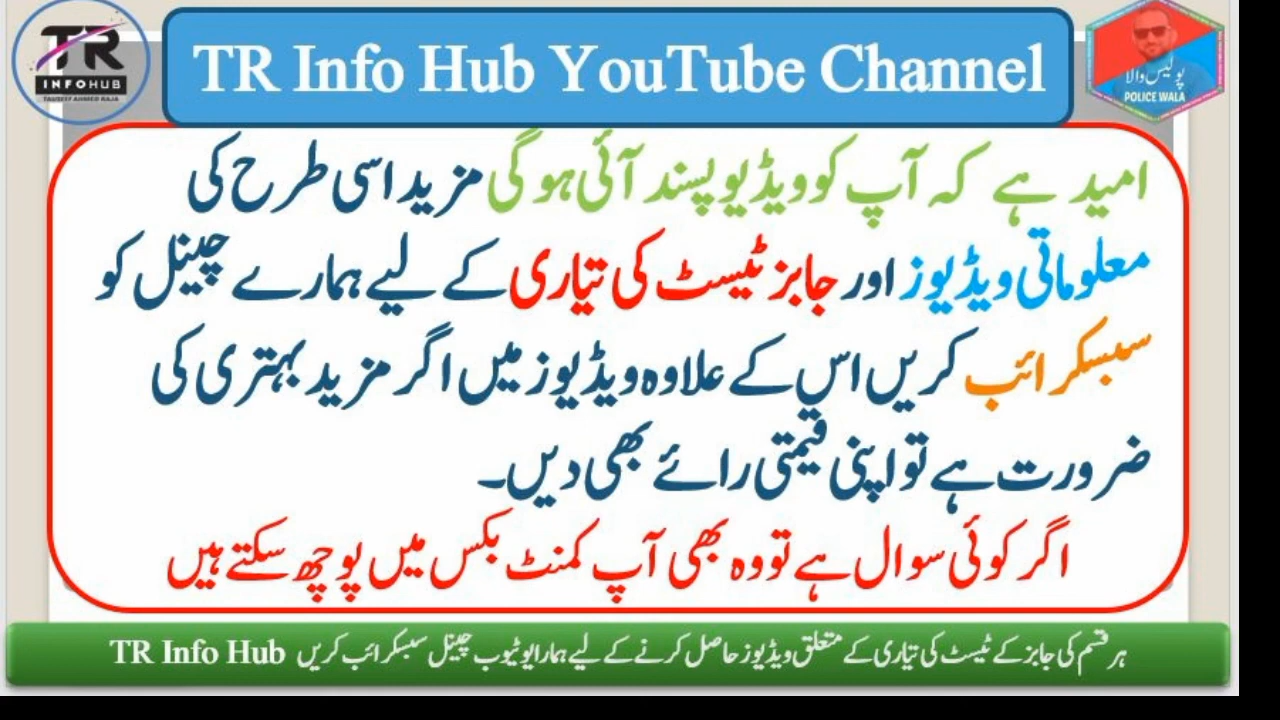 TR
INFOHUB
TAUSEEF AHMED RAJA
TR Info Hub YouTube Channel
پولیس والا
POLICE WALA
امید ہے کہ آپ کو ویڈیو پسند آئی ہو گی مزید اسی طرح کی
معلوماتی ویڈیوز اور جابز ٹیسٹ کی تیاری کے لیے ہمارے چینل کو
سبسکرائب کریں اس کے علاوہ ویڈیوز میں اگر مزید بہتری کی
ضرورت ہے تو اپنی قیمتی رائے بھی دیں۔
اگر کوئی سوال ہے تو وہ بھی آپ کمنٹ بکس میں پوچھ سکتے ہیں
ہر قسم کی جابز کے ٹیسٹ کی تیاری کے متعلق ویڈیوز حاصل کرنے کے لیے ہمارا یوٹیوب چینل سبسکرائب کریں TR Info Hub